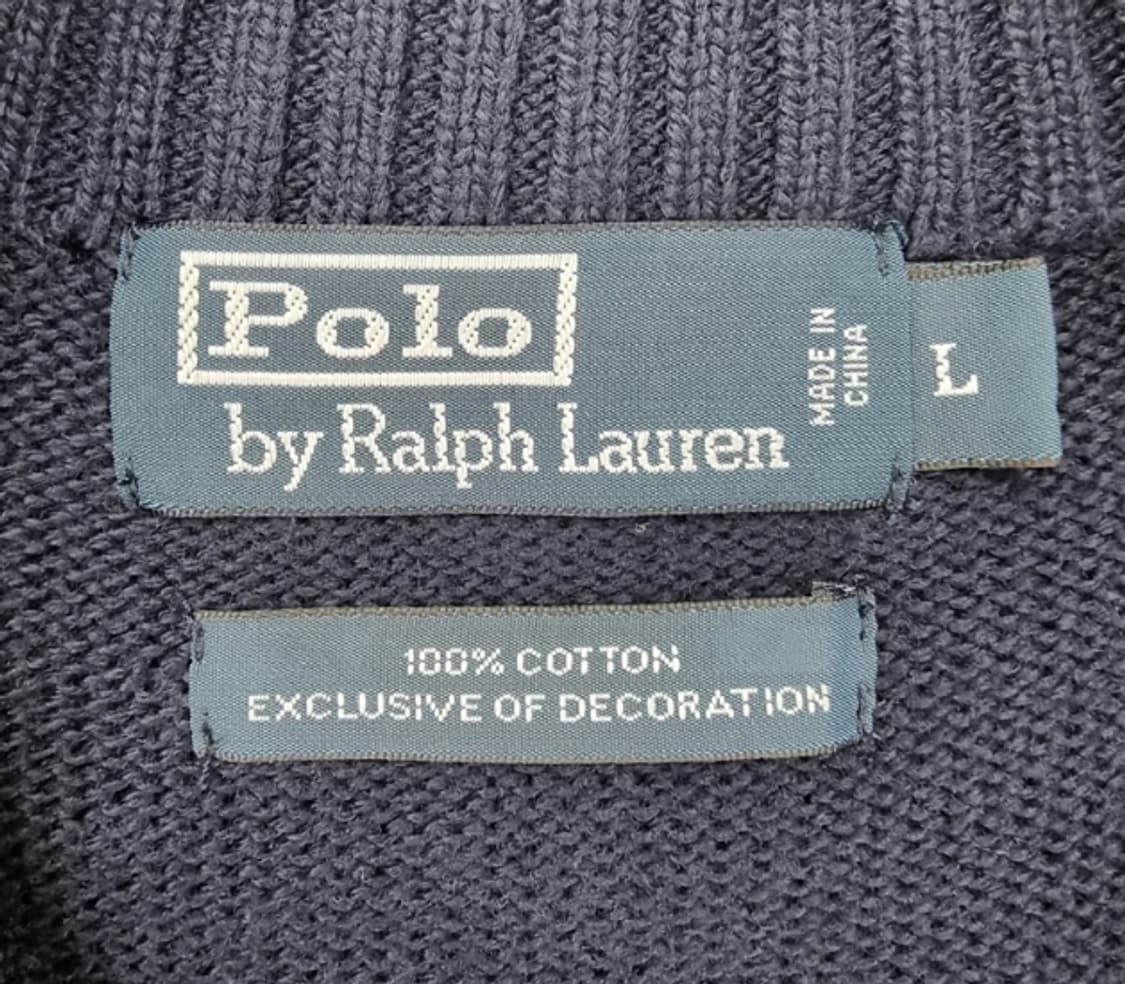 Polo
by Ralph Lauren
MADE IN
CHINA
L
100% COTTON
EXCLUSIVE OF DECORATION